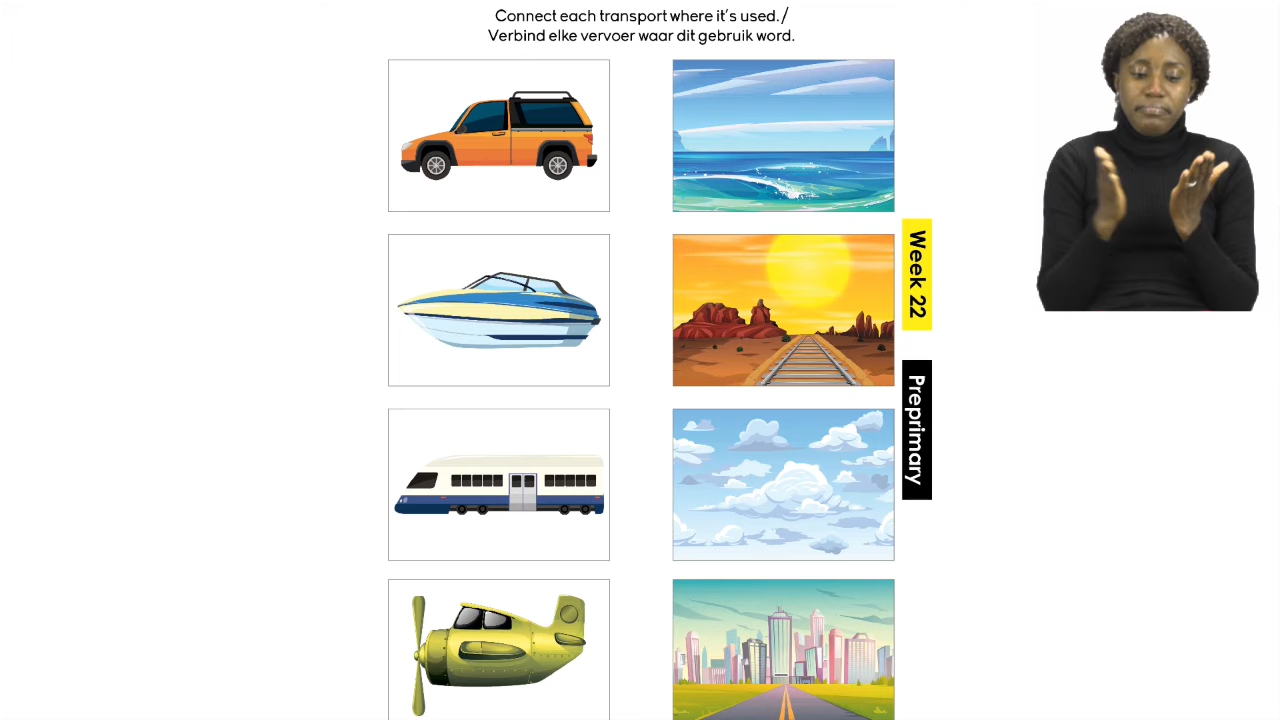 Connect each transport where it's used./
Verbind elke vervoer waar dit gebruik word.
Week 22
Preprimary